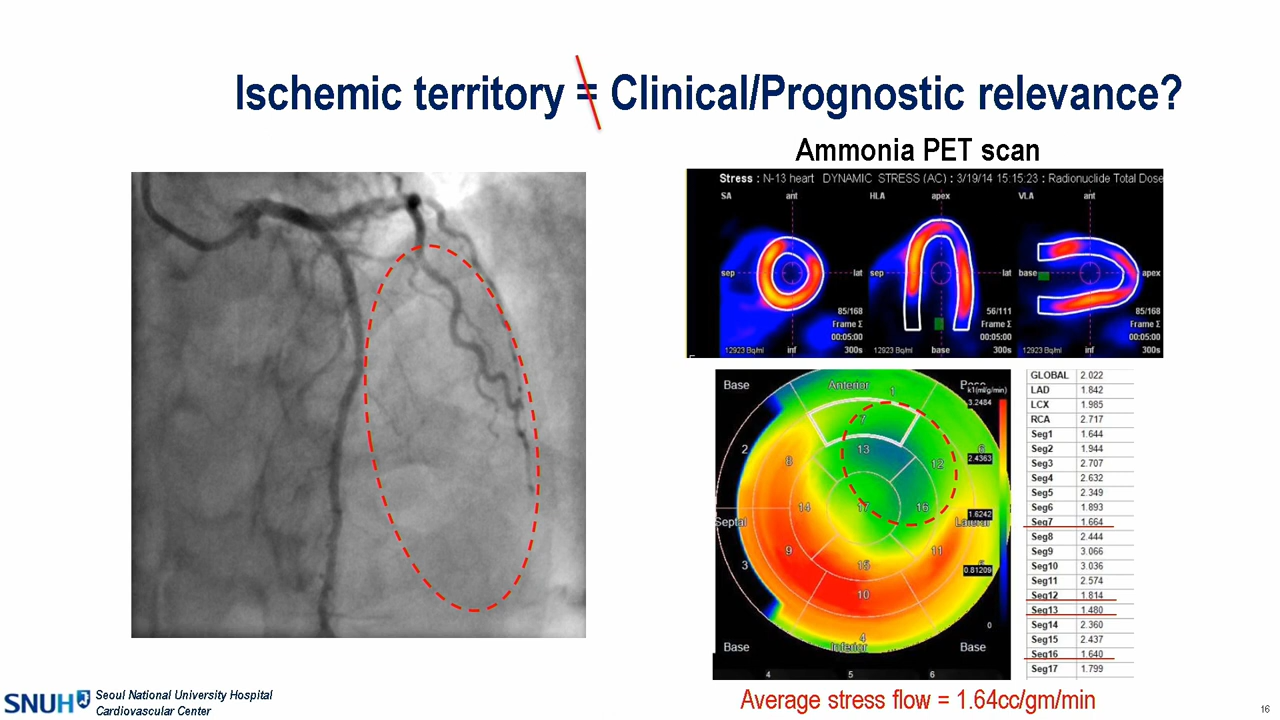 Ischemic territory = Clinical/Prognostic relevance?
Ammonia PET scan
Stress : N-13 heart DYNAMIC STRESS (AC) : 3/19/14 15:15:23 : Radionuclide Total Dose
SA
ant
sep
lat
85/168
Frame Σ
00:05:00
12923 Bq/ml
inf
300s
HLA
apex
sep
lat
56/111
Frame Σ
00:05:00
12923 Bq/ml
base
300s
VLA
ant
base
apex
85/168
Frame Σ
00:05:00
12923 Bq/ml
inf
300s
Base
Anterior
k1(ml/g/min)
3.2484
1
7
2
13
6
2.4363
8
12
17
14
16
1.6242
Septal
Lateral
9
11
3
15
0.81209
10
4
0
Base
Inferior
Base
4
5
6
GLOBAL 2.022
LAD 1.842
LCX 1.985
RCA 2.717
Seg1 1.644
Seg2 1.944
Seg3 2.707
Seg4 2.632
Seg5 2.349
Seg6 1.893
Seg7 1.664
Seg8 2.444
Seg9 3.066
Seg10 3.036
Seg11 2.574
Seg12 1.814
Seg13 1.480
Seg14 2.360
Seg15 2.437
Seg16 1.640
Seg17 1.799
Average stress flow = 1.64cc/gm/min
SNUH
Seoul National University Hospital
Cardiovascular Center
16